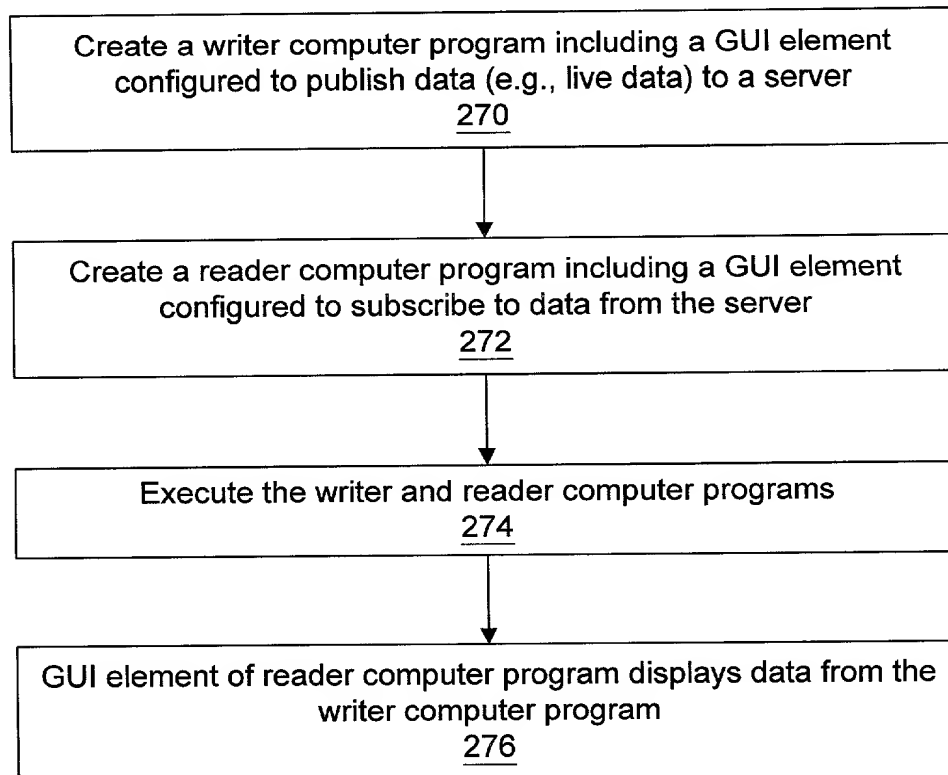 Create a writer computer program including a GUI element
configured to publish data (e.g., live data) to a server
270
Create a reader computer program including a GUI element
configured to subscribe to data from the server
272
Execute the writer and reader computer programs
274
GUI element of reader computer program displays data from the
writer computer program
276